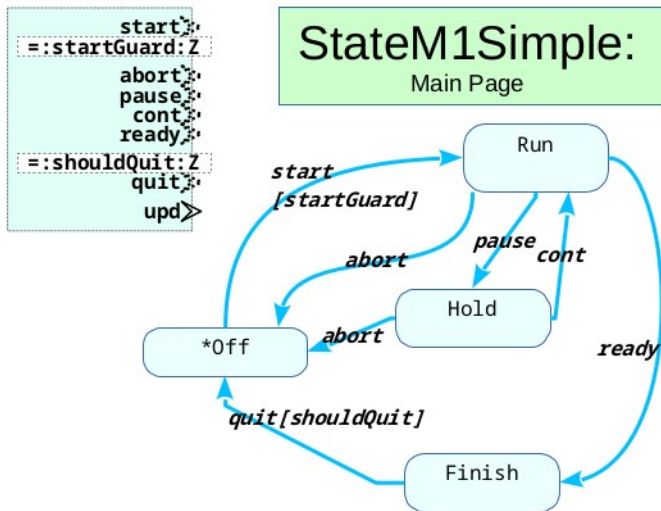 start
=:startGuard:Z
abort
pause
cont
ready
=:shouldQuit:Z
quit
upd
StateM1Simple:
Main Page
Run
start
[startGuard]
pause
cont
abort
Hold
*Off
abort
ready
quit[shouldQuit]
Finish